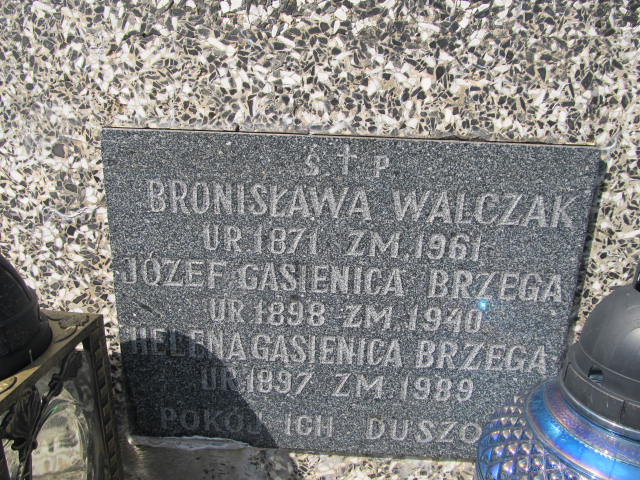 Ś † P
BRONISŁAWA WALCZAK
UR.1871 ZM.1961
JÓZEF GĄSIENICA BRZEGA
UR.1898 ZM.1940
HELENA GĄSIENICA BRZEGA
UR.1897 ZM.1989
POKÓJ ICH DUSZO